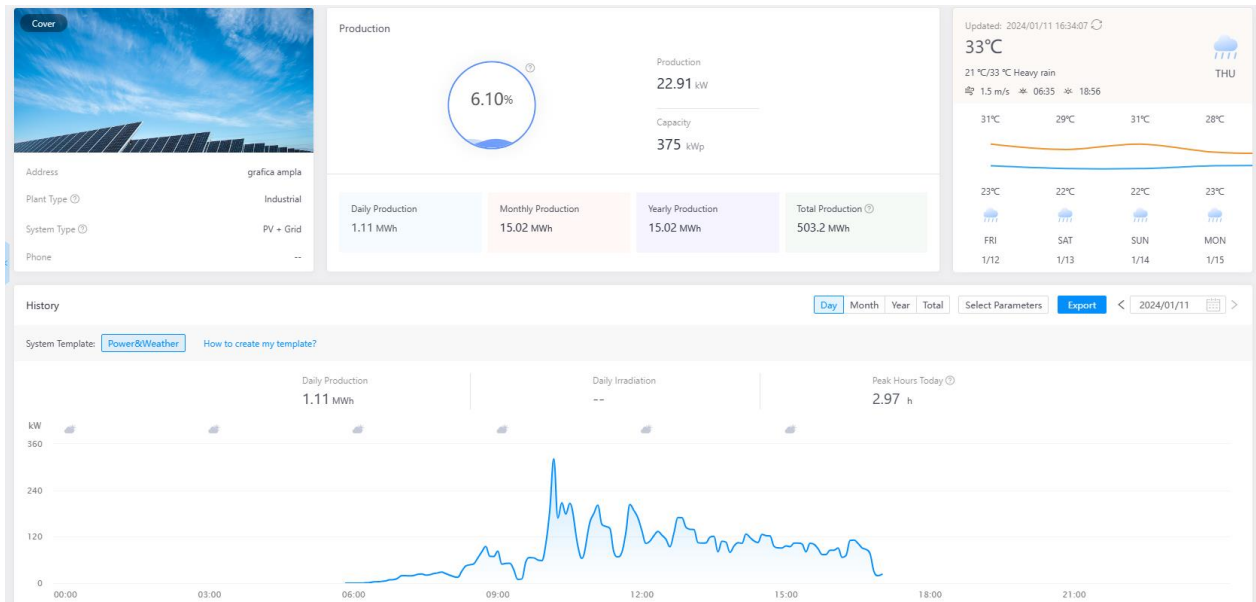 Cover
Address grafica ampla
Plant Type Industrial
System Type PV + Grid
Phone --
Production
6.10%
Production
22.91 kW
Capacity
375 kWp
Daily Production
1.11 MWh
Monthly Production
15.02 MWh
Yearly Production
15.02 MWh
Total Production
503.2 MWh
Updated: 2024/01/11 16:34:07
33℃
21 ℃/33 ℃ Heavy rain THU
1.5 m/s 06:35 18:56
31℃ 29℃ 31℃ 28℃
23℃ 22℃ 22℃ 23℃
FRI SAT SUN MON
1/12 1/13 1/14 1/15
History Day Month Year Total Select Parameters Export < 2024/01/11 >
System Template: Power&Weather How to create my template?
Daily Production
1.11 MWh
Daily Irradiation
--
Peak Hours Today
2.97 h
kW
360
240
120
0
00:00 03:00 06:00 09:00 12:00 15:00 18:00 21:00